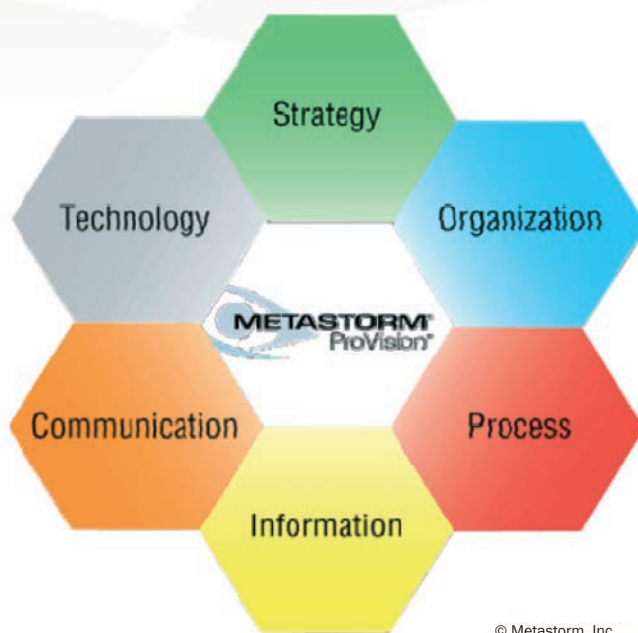 Strategy
Technology
Organization
METASTORM®
ProVision®
Communication
Process
Information
© Metastorm, Inc.